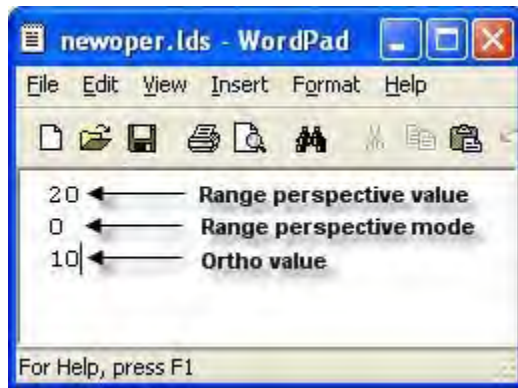 newoper.lds - WordPad
File Edit View Insert Format Help
20 Range perspective value
0 Range perspective mode
10 Ortho value
For Help, press F1